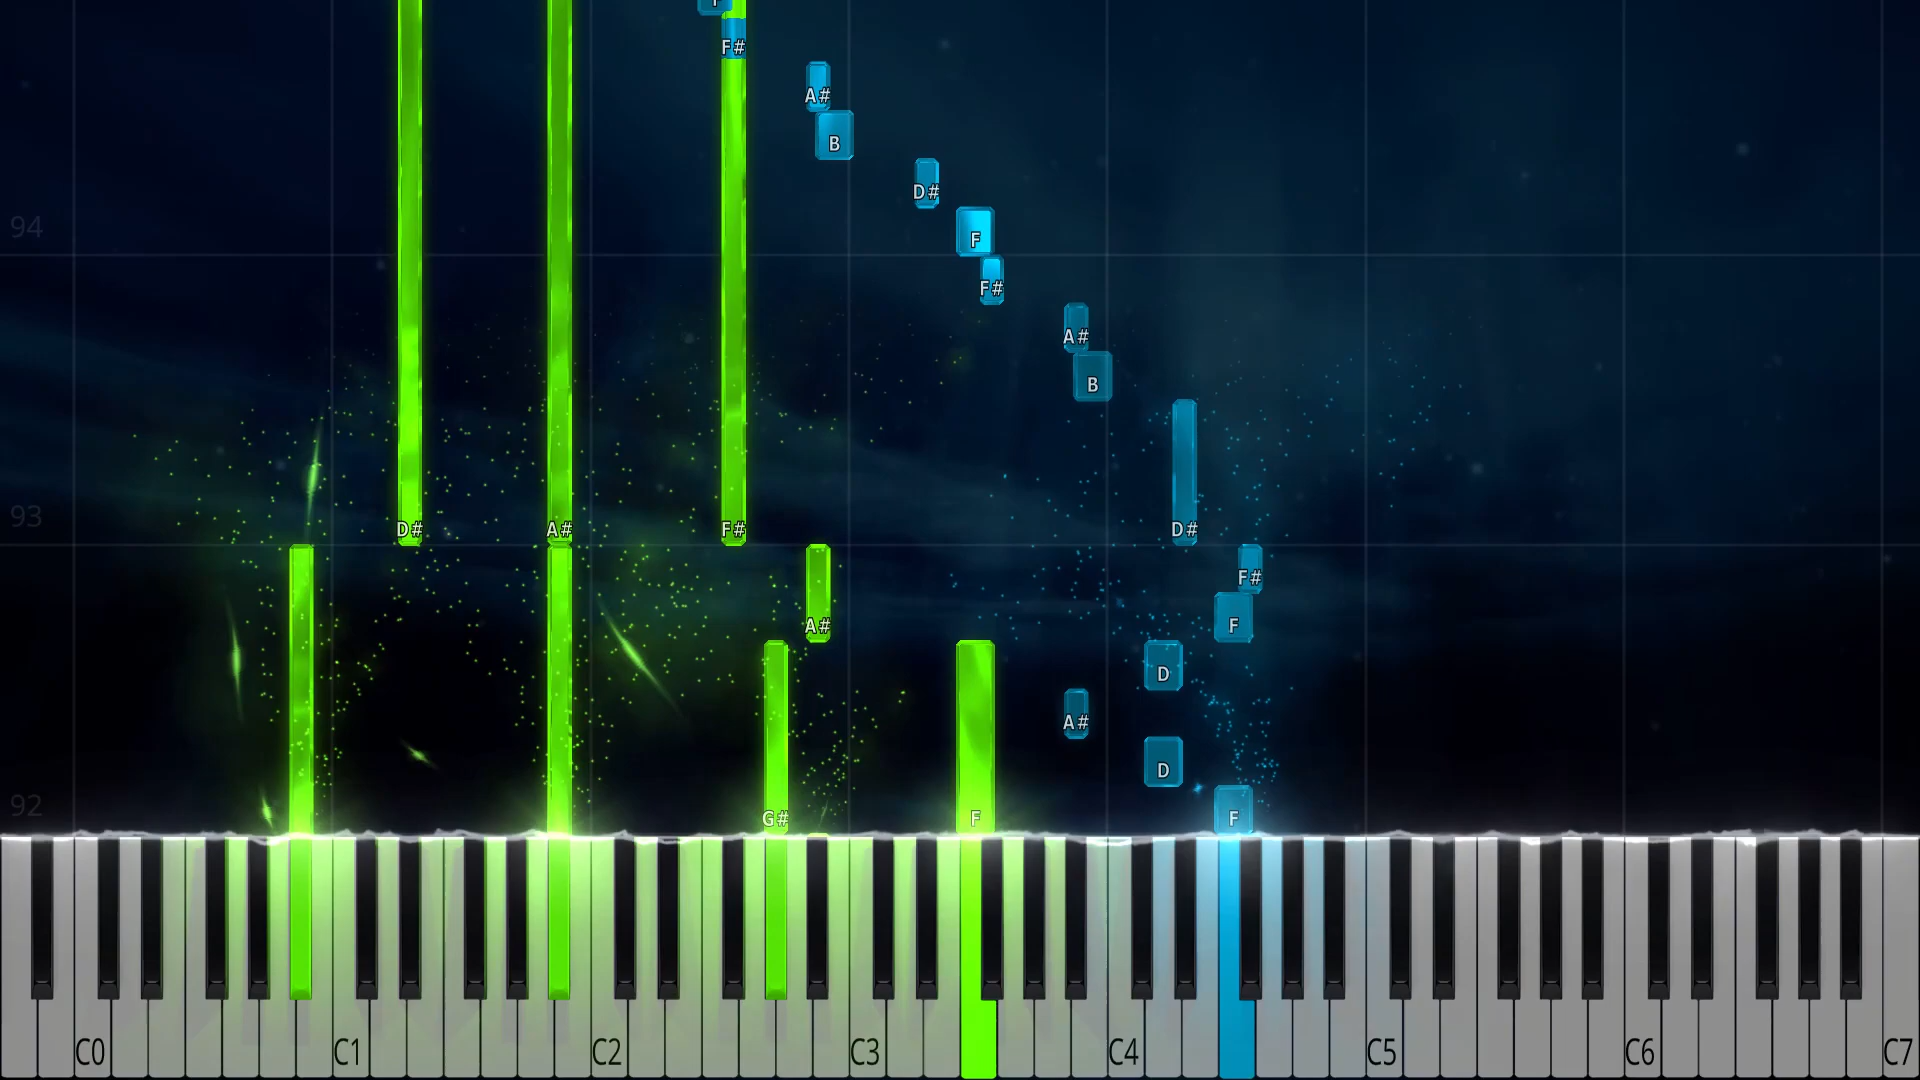 F
F#
A#
B
D#
94
F
F#
A#
B
93
D# A# F# D#
F#
A# F
D
A#
D
92
G# F F
C0 C1 C2 C3 C4 C5 C6 C7